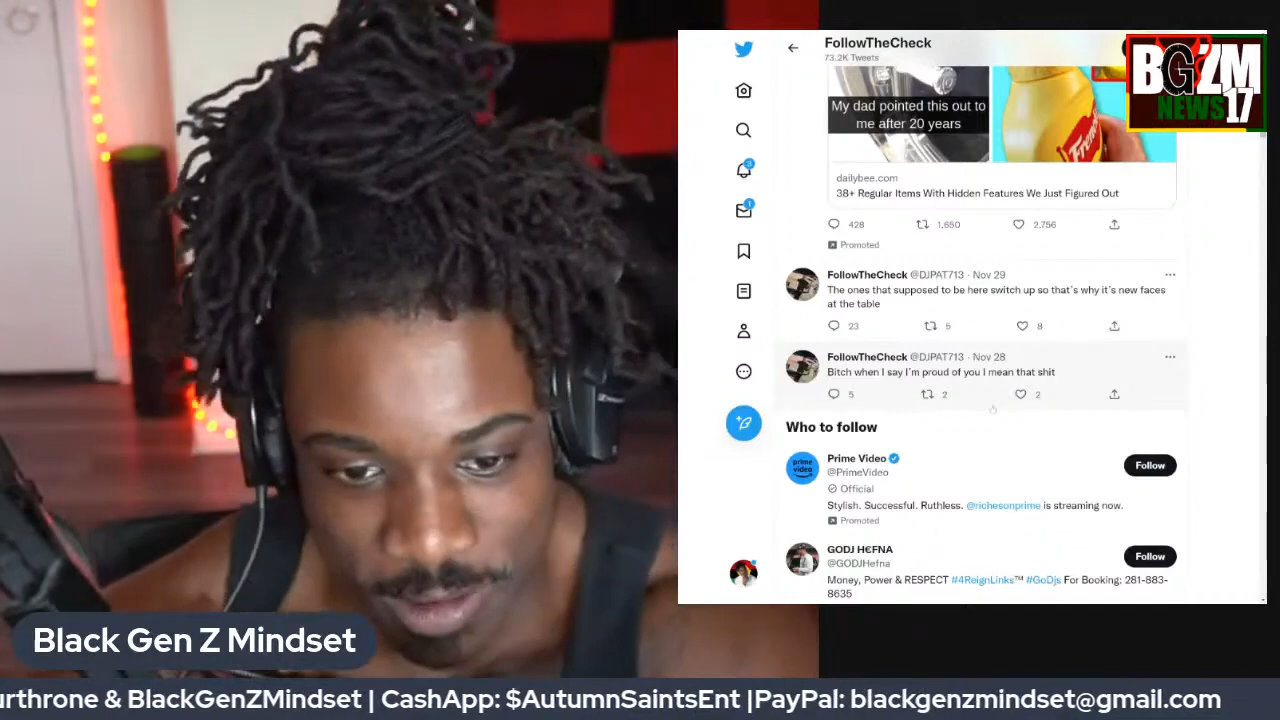 FollowTheCheck
73.2K Tweets
BGZM
NEWS 17
My dad pointed this out to
me after 20 years
French
dailybee.com
38+ Regular Items With Hidden Features We Just Figured Out
428 1,650 2,756
Promoted
FollowTheCheck @DJPAT713 · Nov 29
The ones that supposed to be here switch up so that's why it's new faces
at the table
23 5 8
FollowTheCheck @DJPAT713 · Nov 28
Bitch when I say I'm proud of you I mean that shit
5 2 2
Who to follow
prime
video
Prime Video
@PrimeVideo
Follow
Official
Stylish. Successful. Ruthless. @richesonprime is streaming now.
Promoted
GODJ H€FNA
@GODJHefna
Follow
Money, Power & RESPECT #4ReignLinks™ #GoDjs For Booking: 281-883-
8635
3
1
Black Gen Z Mindset
urthrone & BlackGenZMindset | CashApp: $AutumnSaintsEnt |PayPal: blackgenzmindset@gmail.com